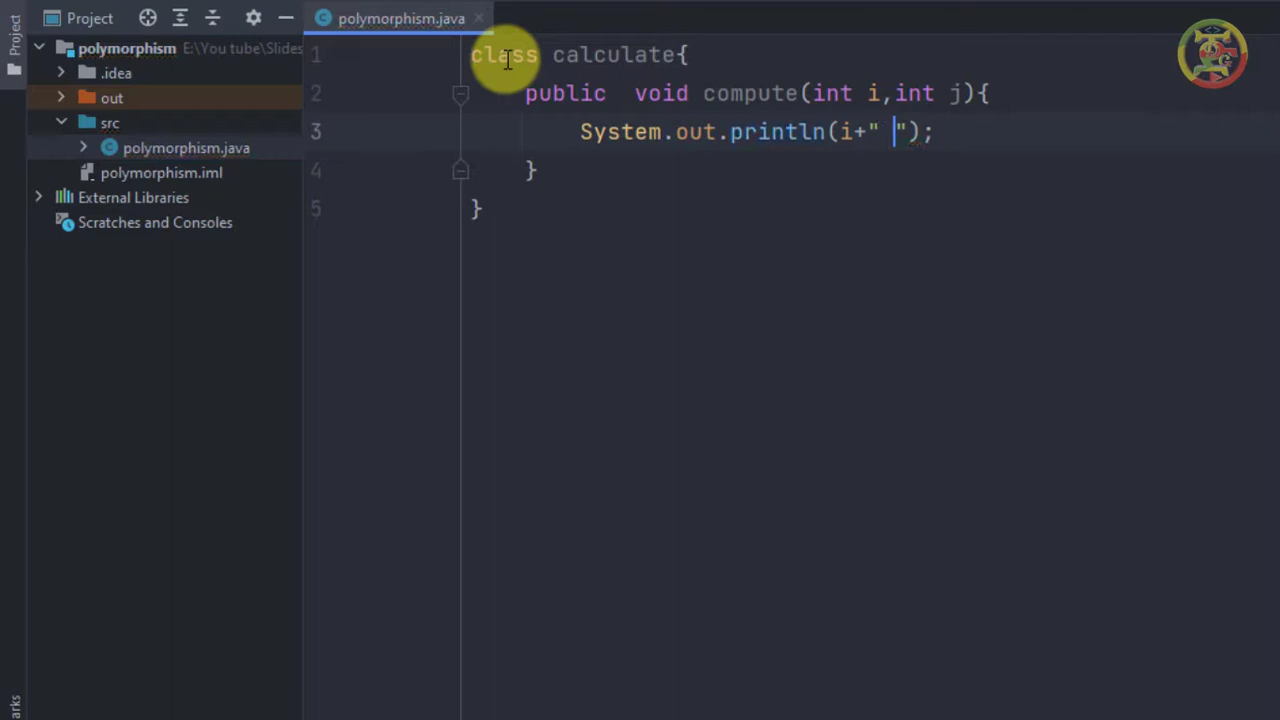 Project
Project
polymorphism.java
polymorphism E:\You tube\Slides
.idea
out
src
polymorphism.java
polymorphism.iml
External Libraries
Scratches and Consoles
1 class calculate{
2 public  void compute(int i,int j){
3 System.out.println(i+" ");
4 }
5 }
arks